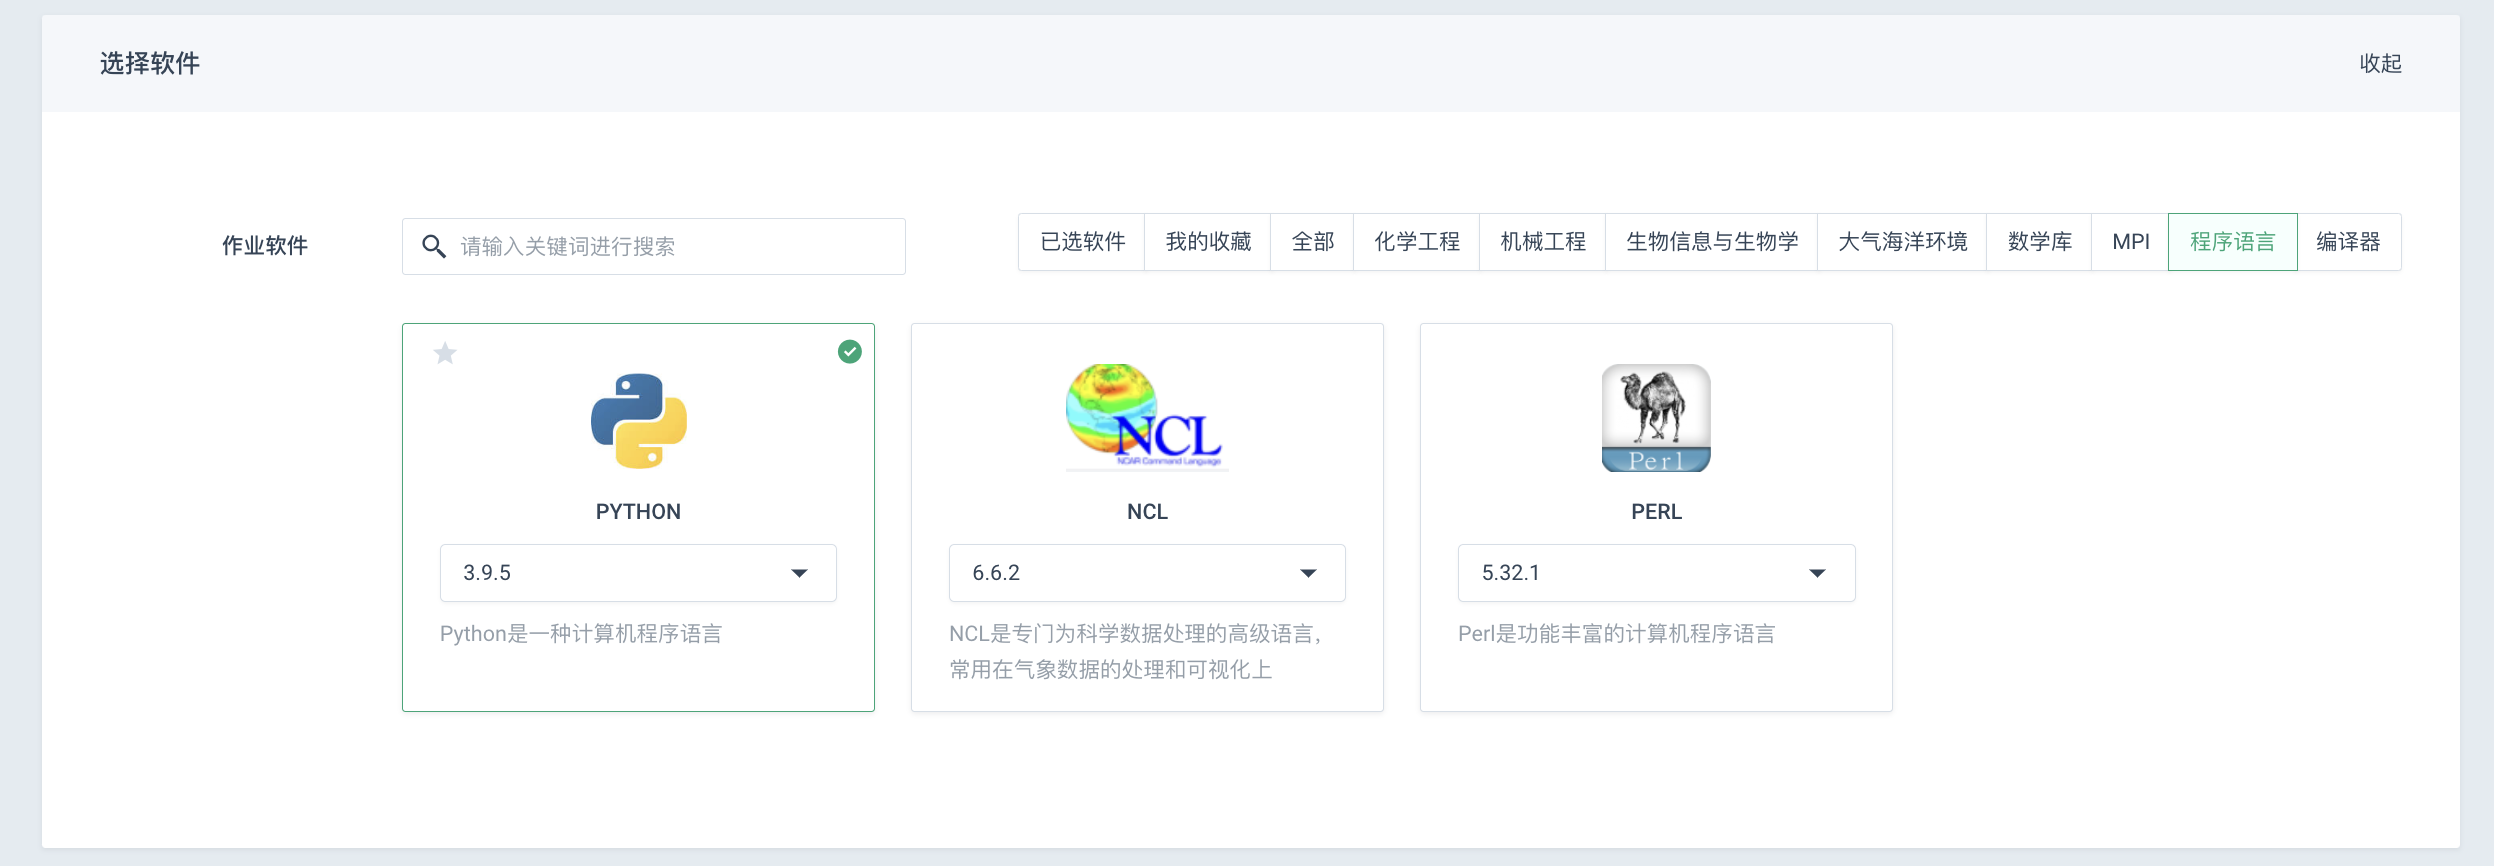 选择软件
收起
作业软件
请输入关键词进行搜索
已选软件
我的收藏
全部
化学工程
机械工程
生物信息与生物学
大气海洋环境
数学库
MPI
程序语言
编译器
NCL
NCAR Command Language
Perl
PYTHON
NCL
PERL
3.9.5
6.6.2
5.32.1
Python是一种计算机程序语言
NCL是专门为科学数据处理的高级语言,
常用在气象数据的处理和可视化上
Perl是功能丰富的计算机程序语言